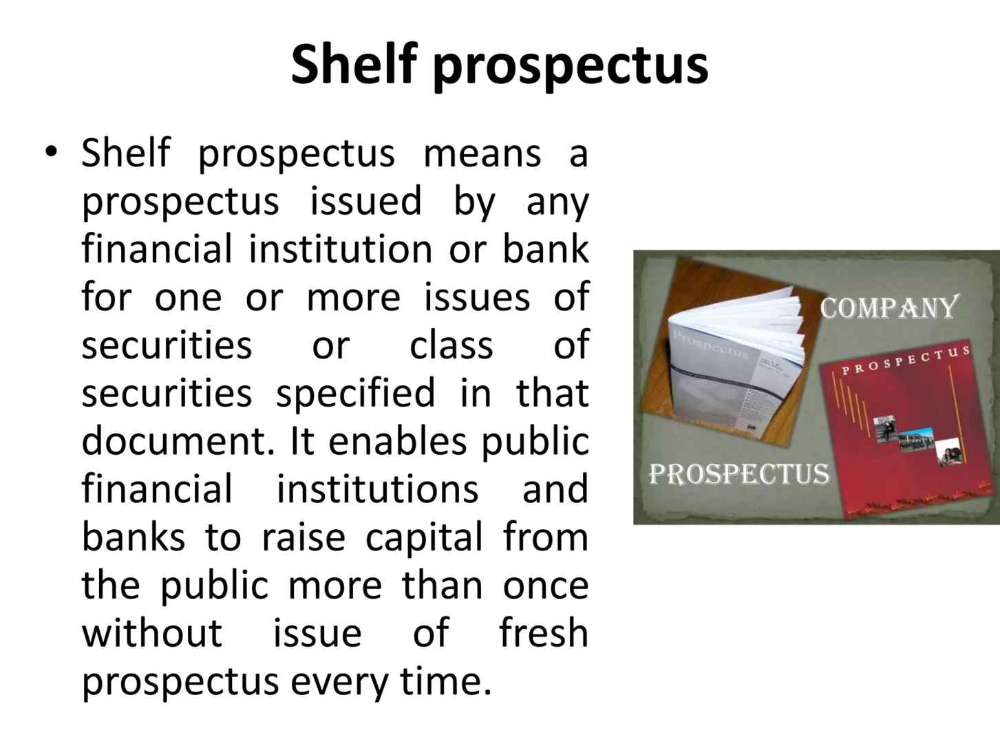 Shelf prospectus
• Shelf prospectus means a
prospectus issued by any
financial institution or bank
for one or more issues of
securities or class of
securities specified in that
document. It enables public
financial institutions and
banks to raise capital from
the public more than once
without issue of fresh
prospectus every time.
COMPANY
Prospectus
PROSPECTUS
PROSPECTUS